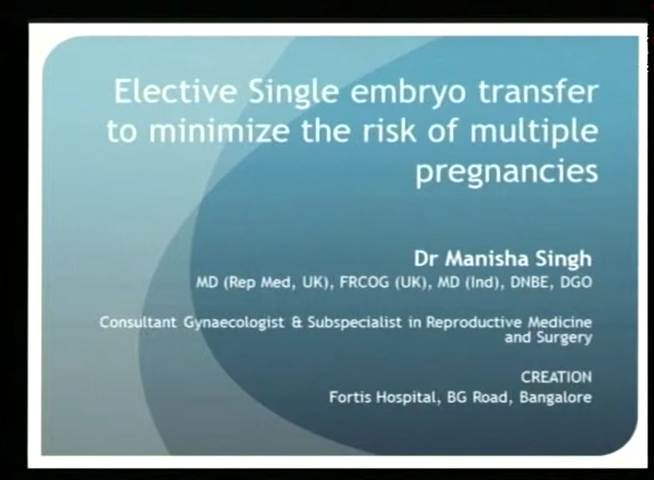 Elective Single embryo transfer
to minimize the risk of multiple
pregnancies
Dr Manisha Singh
MD (Rep Med, UK), FRCOG (UK), MD (Ind), DNBE, DGO
Consultant Gynaecologist & Subspecialist in Reproductive Medicine
and Surgery
CREATION
Fortis Hospital, BG Road, Bangalore